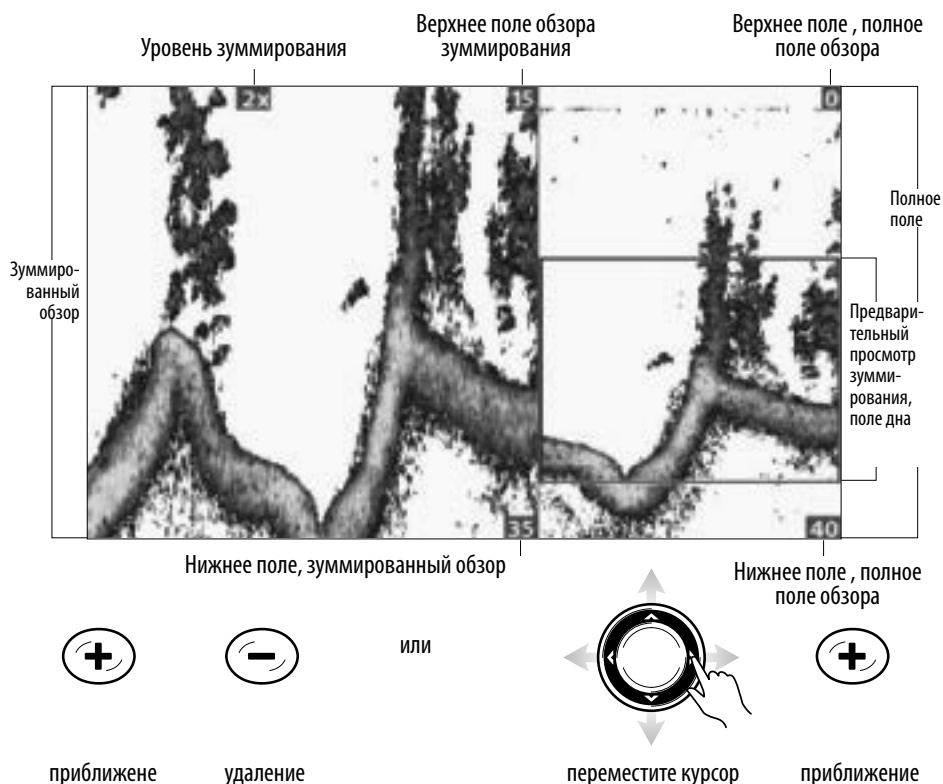 Уровень зуммирования
Верхнее поле обзора
зуммирования
Верхнее поле , полное
поле обзора
2x
15
0
Зуммиро-
ванный
обзор
Полное
поле
Предвари-
тельный
просмотр
зумми-
рования,
поле дна
35
40
Нижнее поле, зуммированный обзор
Нижнее поле , полное
поле обзора
или
приближене
удаление
переместите курсор
приближение